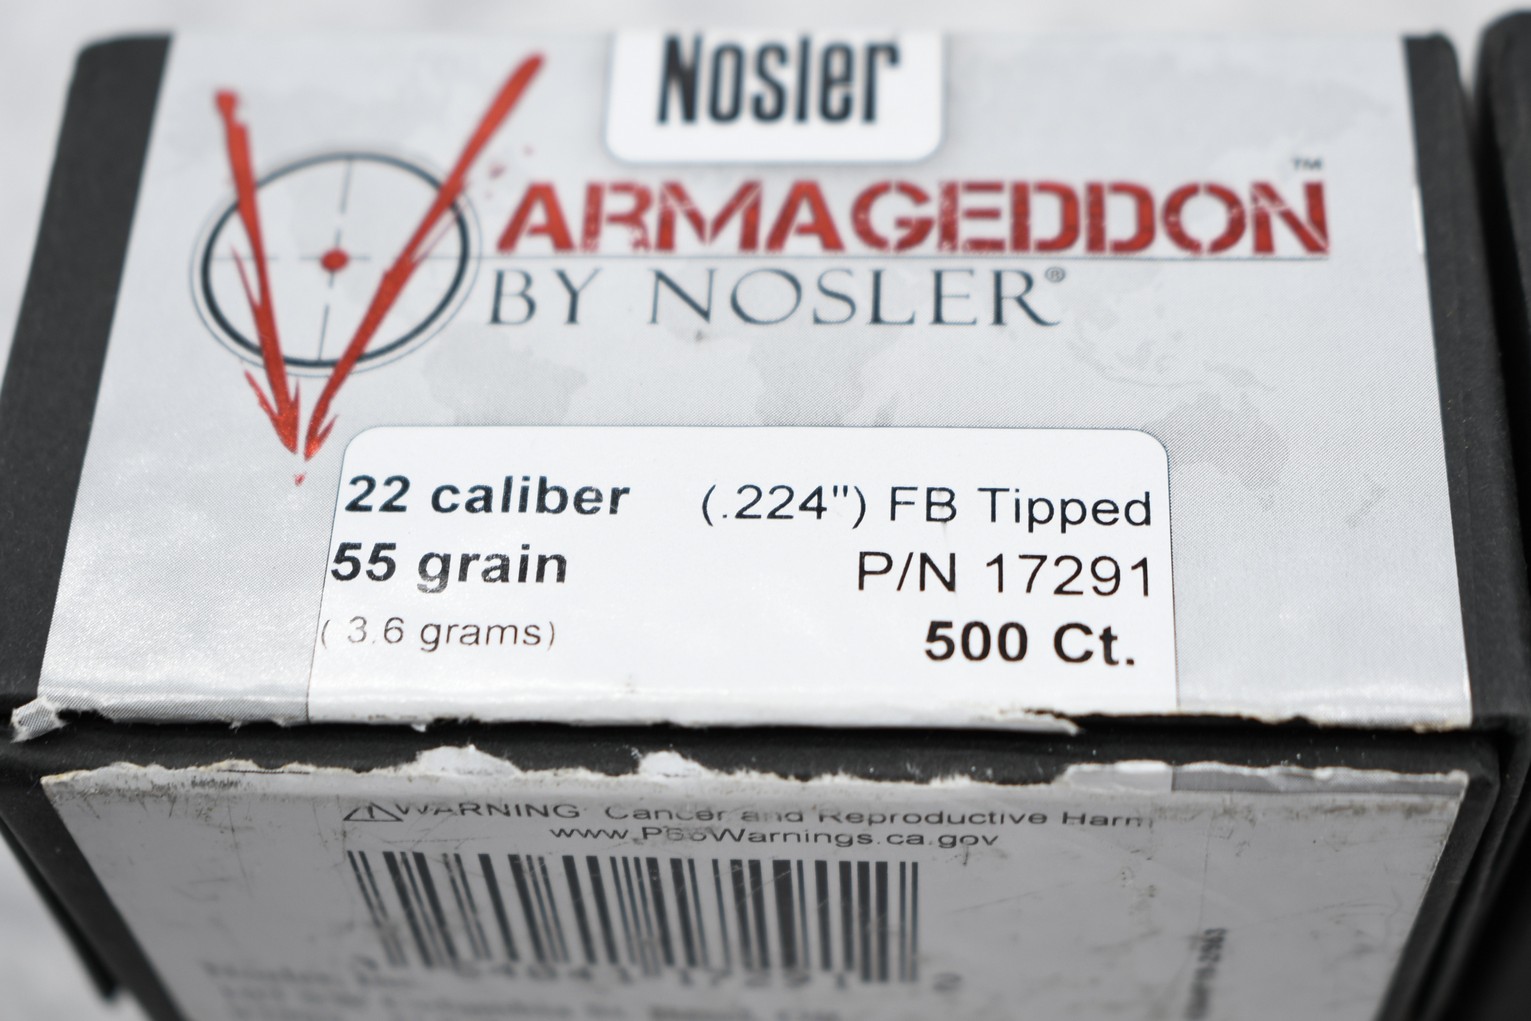 Nosler
VARMAGEDDON™
BY NOSLER®
22 caliber (.224") FB Tipped
55 grain P/N 17291
(3.6 grams) 500 Ct.
⚠WARNING Cancer and Reproductive Harm
www.P65Warnings.ca.gov